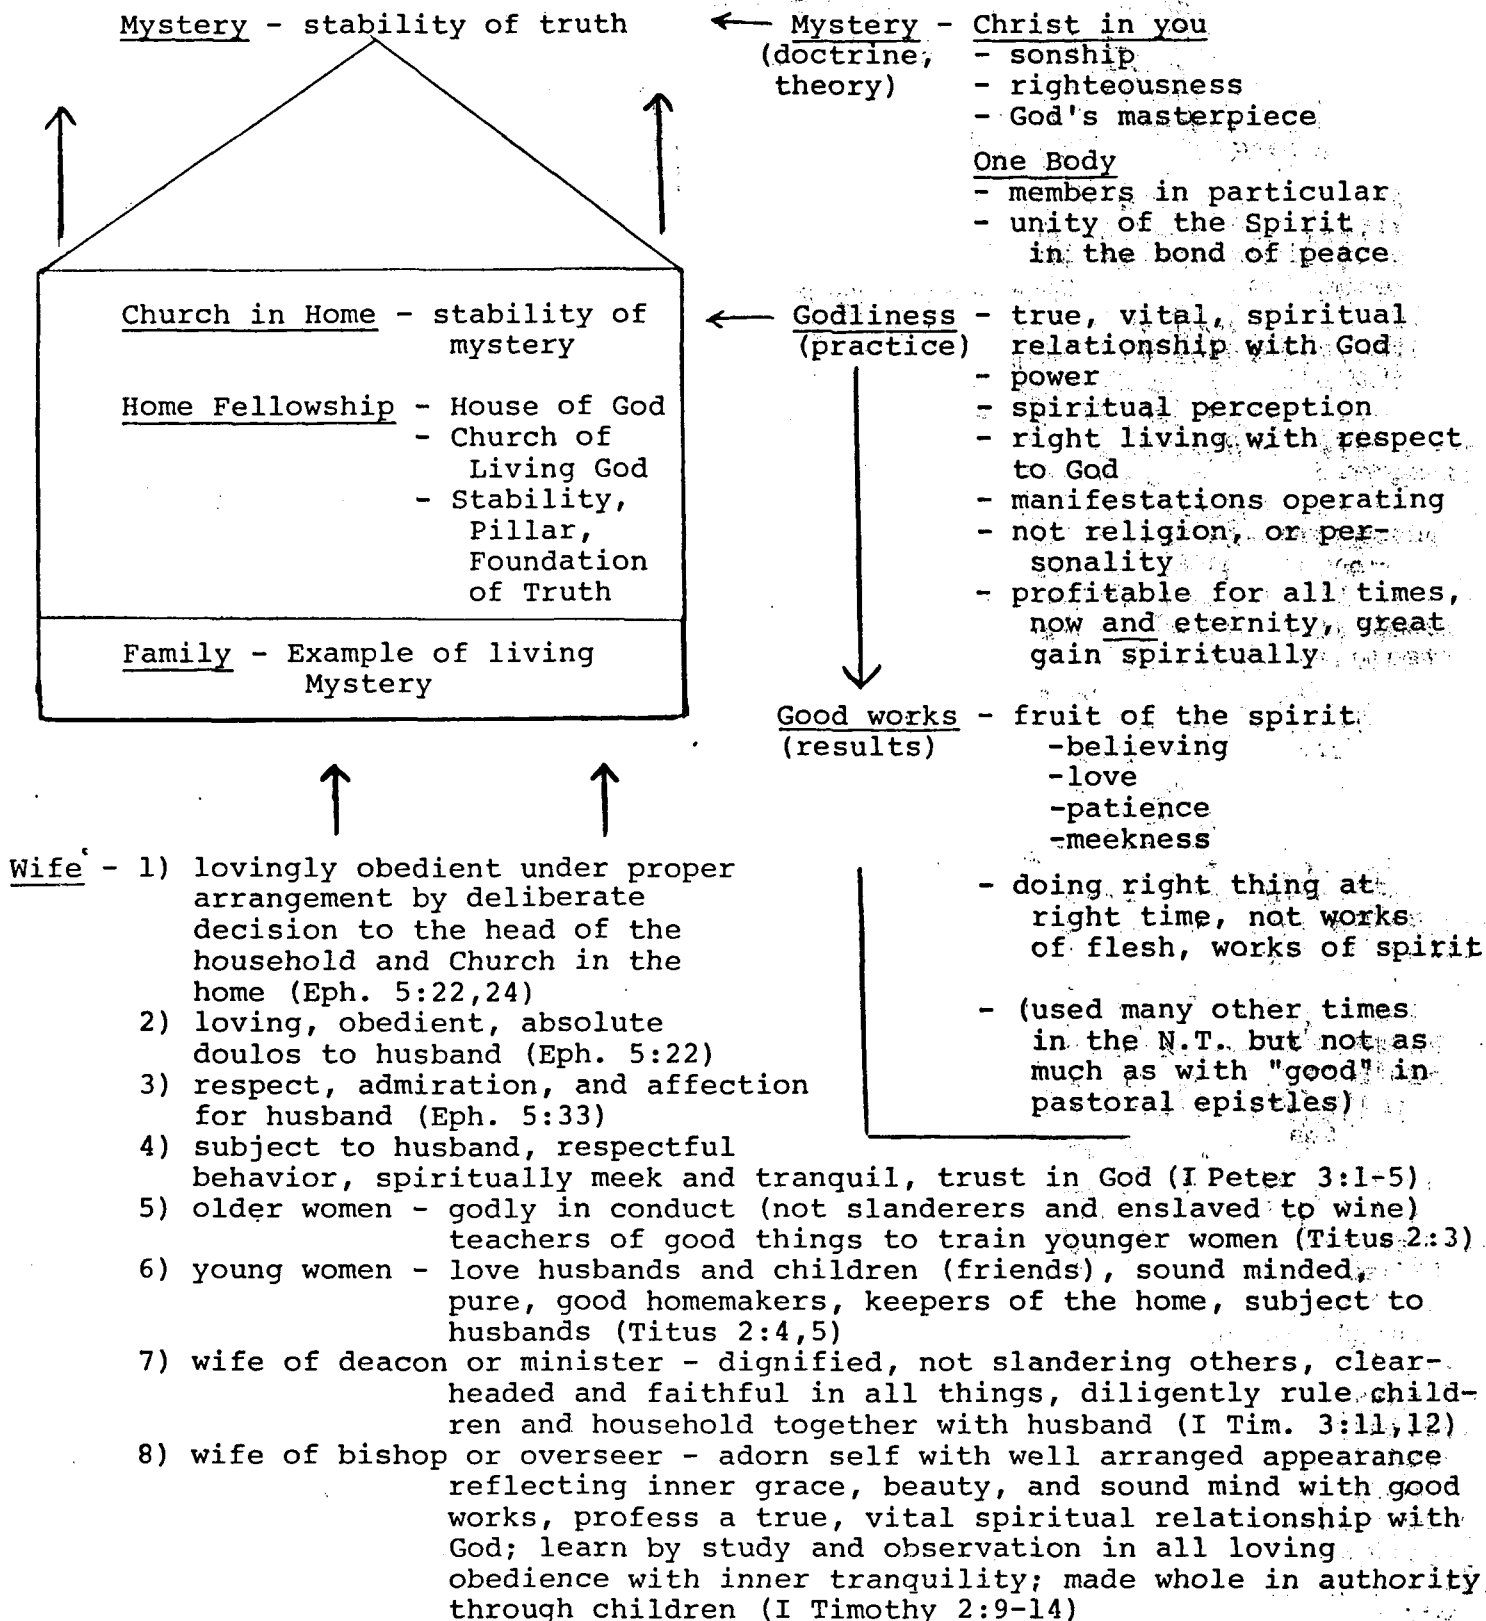 Mystery - stability of truth
Church in Home - stability of
mystery
Home Fellowship - House of God
- Church of
Living God
- Stability,
Pillar,
Foundation
of Truth
Family - Example of living
Mystery
Mystery - Christ in you
(doctrine, - sonship
theory) - righteousness
- God's masterpiece
One Body
- members in particular
- unity of the Spirit
in the bond of peace
Godliness - true, vital, spiritual
(practice) relationship with God
- power
- spiritual perception
- right living with respect
to God
- manifestations operating
- not religion, or per-
sonality
- profitable for all times,
now and eternity, great
gain spiritually
Good works - fruit of the spirit
(results) -believing
-love
-patience
-meekness
- doing right thing at
right time, not works
of flesh, works of spirit
- (used many other times
in the N.T. but not as
much as with "good" in
pastoral epistles)
Wife - 1) lovingly obedient under proper
arrangement by deliberate
decision to the head of the
household and Church in the
home (Eph. 5:22,24)
2) loving, obedient, absolute
doulos to husband (Eph. 5:22)
3) respect, admiration, and affection
for husband (Eph. 5:33)
4) subject to husband, respectful
behavior, spiritually meek and tranquil, trust in God (I Peter 3:1-5)
5) older women - godly in conduct (not slanderers and enslaved to wine)
teachers of good things to train younger women (Titus 2:3)
6) young women - love husbands and children (friends), sound minded,
pure, good homemakers, keepers of the home, subject to
husbands (Titus 2:4,5)
7) wife of deacon or minister - dignified, not slandering others, clear-
headed and faithful in all things, diligently rule child-
ren and household together with husband (I Tim. 3:11,12)
8) wife of bishop or overseer - adorn self with well arranged appearance
reflecting inner grace, beauty, and sound mind with good
works, profess a true, vital spiritual relationship with
God; learn by study and observation in all loving
obedience with inner tranquility; made whole in authority
through children (I Timothy 2:9-14)